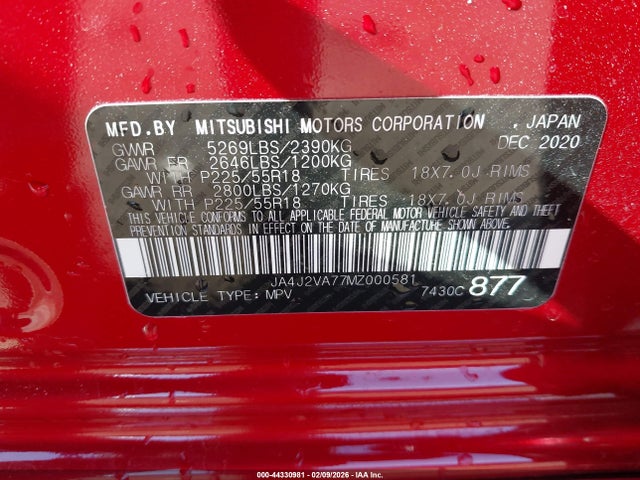 MFD.BY MITSUBISHI MOTORS CORPORATION , JAPAN
GVWR 5269LBS/2390KG DEC 2020
GAWR FR 2646LBS/1200KG
WITH P225/55R18 TIRES 18X7.0J RIMS
GAWR RR 2800LBS/1270KG
WITH P225/55R18 TIRES 18X7.0J RIMS
THIS VEHICLE CONFORMS TO ALL APPLICABLE FEDERAL MOTOR VEHICLE SAFETY AND THEFT
PREVENTION STANDARDS IN EFFECT ON THE DATE OF MANUFACTURE SHOWN ABOVE.
JA4J2VA77MZ000581
VEHICLE TYPE: MPV 7430C 877
000-44330981 - 02/09/2026 - IAA Inc.